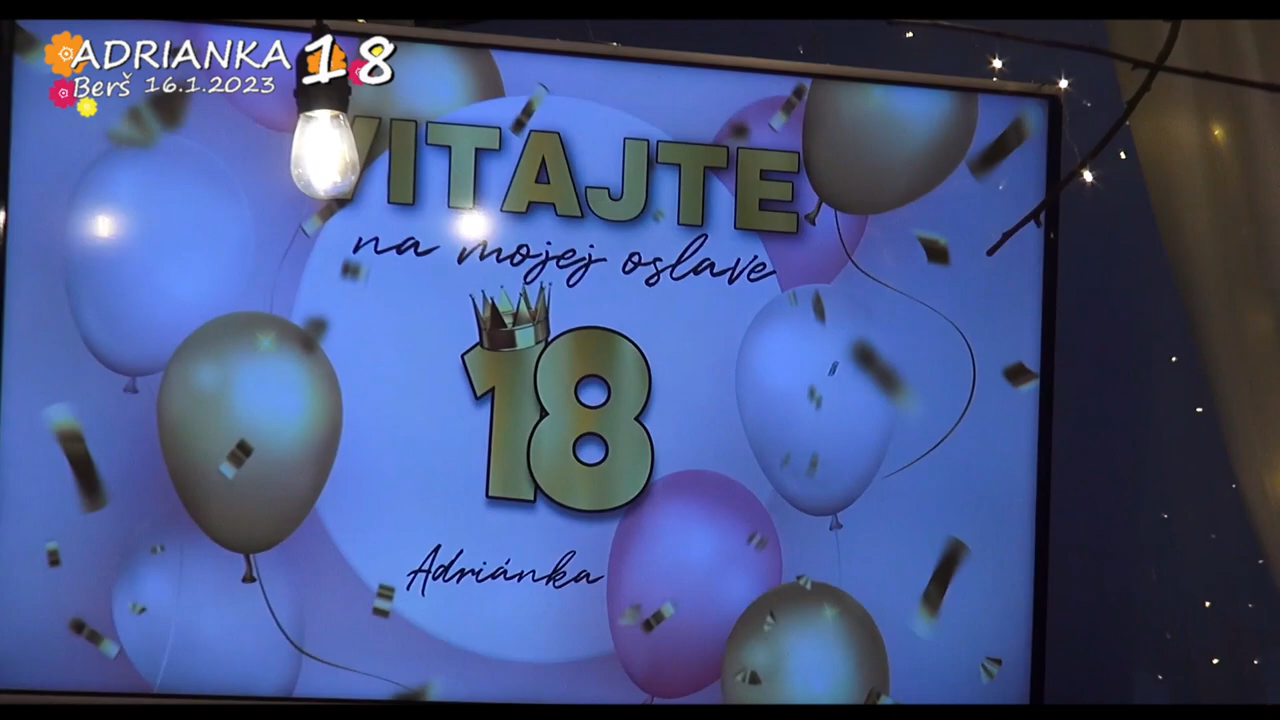 ADRIANKA 18
Berš 16.1.2023
VITAJTE
na mojej oslave
18
Adriánka